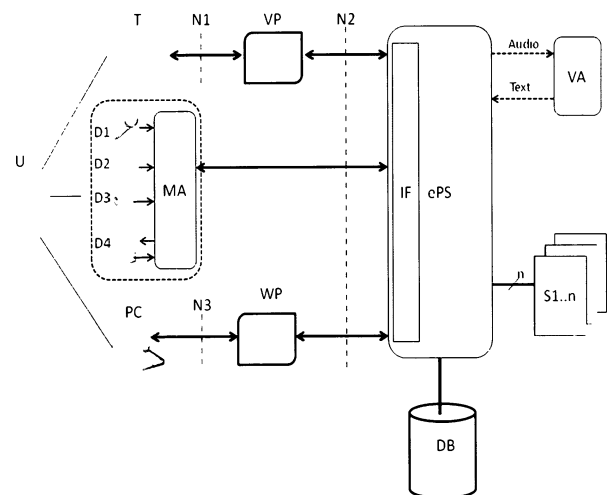 T
N1
VP
N2
Audio
VA
Text
U
D1
D2
D3
D4
MA
IF
ePS
n
S1..n
PC
N3
WP
DB